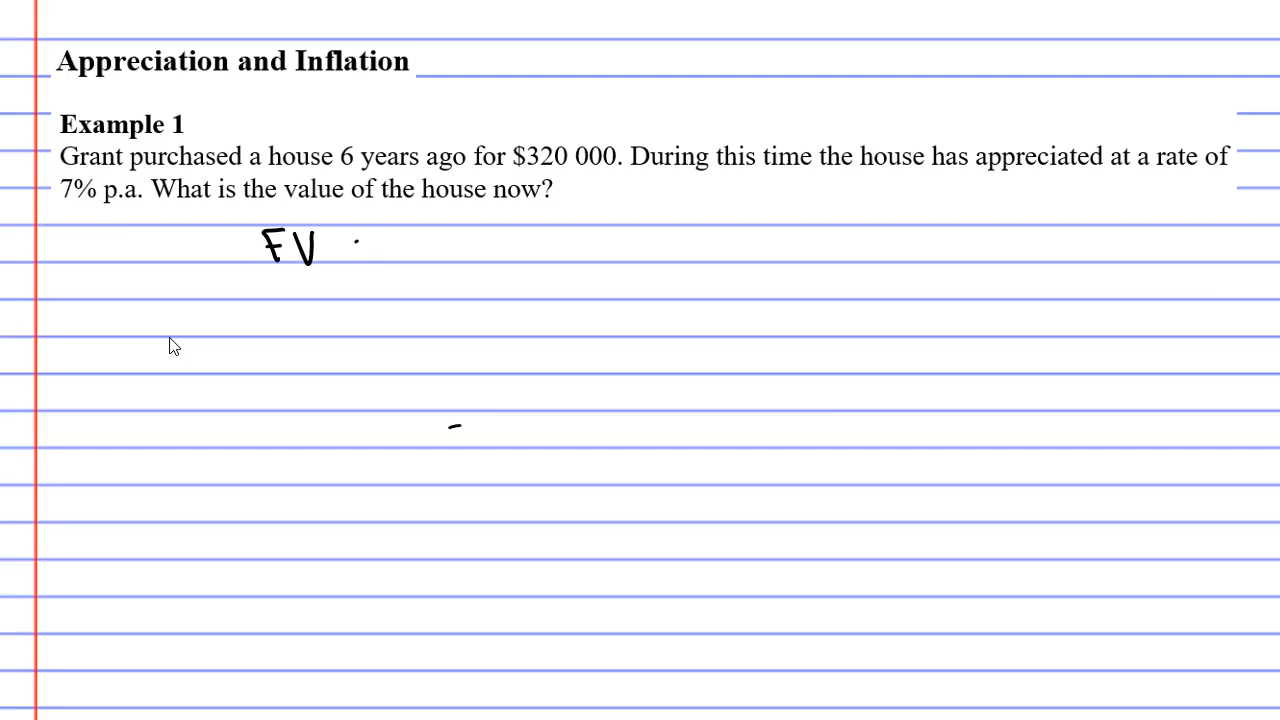 Appreciation and Inflation
Example 1
Grant purchased a house 6 years ago for $320 000. During this time the house has appreciated at a rate of
7% p.a. What is the value of the house now?
FV